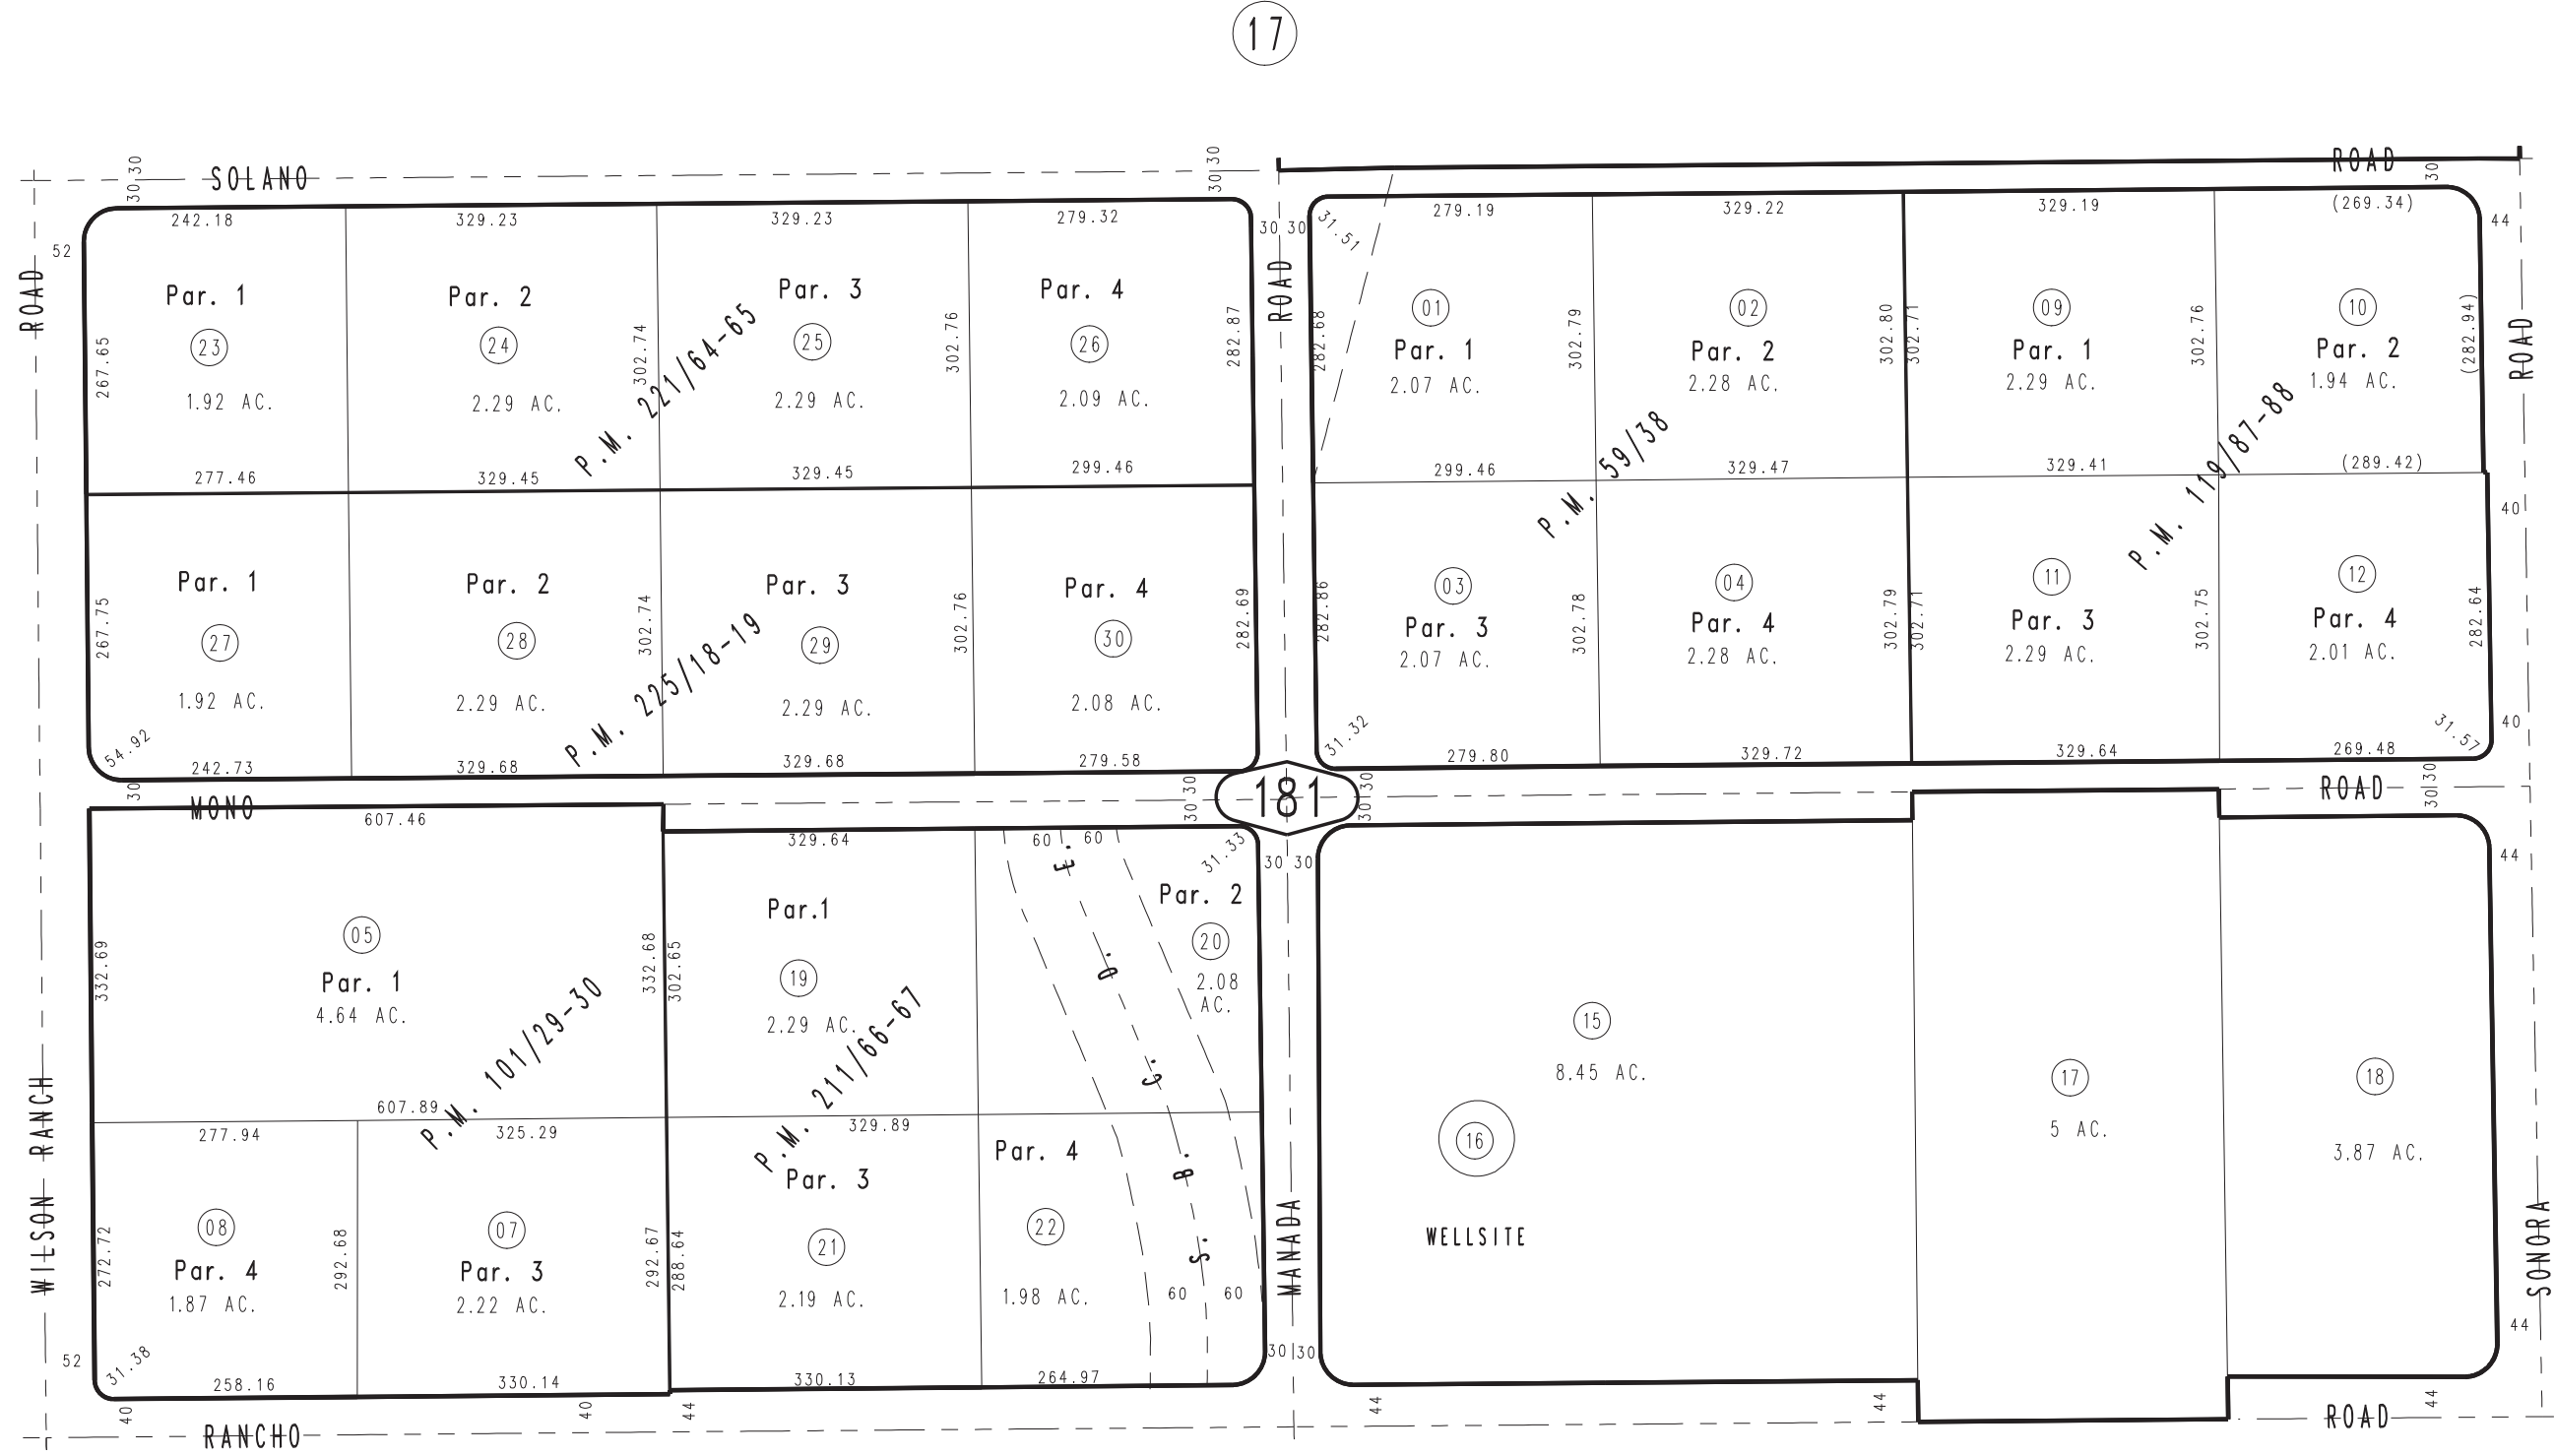 17
SOLANO ROAD
30 30
30 30
30
242.18 329.23 329.23 279.32
279.19 329.22 329.19 (269.34)
52
30 30
31.51
44
ROAD
ROAD
ROAD
Par. 1
23
1.92 AC.
267.65
277.46
Par. 2
24
2.29 AC.
302.74
329.45
Par. 3
25
2.29 AC.
302.76
329.45
Par. 4
26
2.09 AC.
282.87
299.46
P.M. 221/64-65
282.68
01
Par. 1
2.07 AC.
302.79
299.46
02
Par. 2
2.28 AC.
302.80
302.71
329.47
09
Par. 1
2.29 AC.
302.76
329.41
10
Par. 2
1.94 AC.
(282.94)
(289.42)
P.M. 59/38
P.M. 119/87-88
40
Par. 1
27
1.92 AC.
267.75
54.92
242.73
Par. 2
28
2.29 AC.
302.74
329.68
Par. 3
29
2.29 AC.
302.76
329.68
Par. 4
30
2.08 AC.
282.69
279.58
P.M. 225/18-19
282.86
03
Par. 3
2.07 AC.
302.78
31.32
279.80
04
Par. 4
2.28 AC.
302.79
302.71
329.72
11
Par. 3
2.29 AC.
302.75
329.64
12
Par. 4
2.01 AC.
282.64
31.57
269.48
40
30
MONO ROAD
30 30
181
30 30
30 30
607.46
329.64
60 60
31.33
30 30
44
05
Par. 1
4.64 AC.
332.69
332.68
607.89
P.M. 101/29-30
302.65
Par.1
19
2.29 AC.
329.89
P.M. 211/66-67
Par. 2
20
2.08
AC.
S. B. C. O. E.
15
8.45 AC.
16
WELLSITE
17
5 AC.
18
3.87 AC.
277.94
08
Par. 4
1.87 AC.
272.72
292.68
31.38
258.16
325.29
07
Par. 3
2.22 AC.
292.67
330.14
288.64
Par. 3
21
2.19 AC.
330.13
Par. 4
22
1.98 AC.
60 60
264.97
WILSON RANCH
MANADA
SONORA
52
30 30
44
40 40 44 44 44 44
RANCHO ROAD